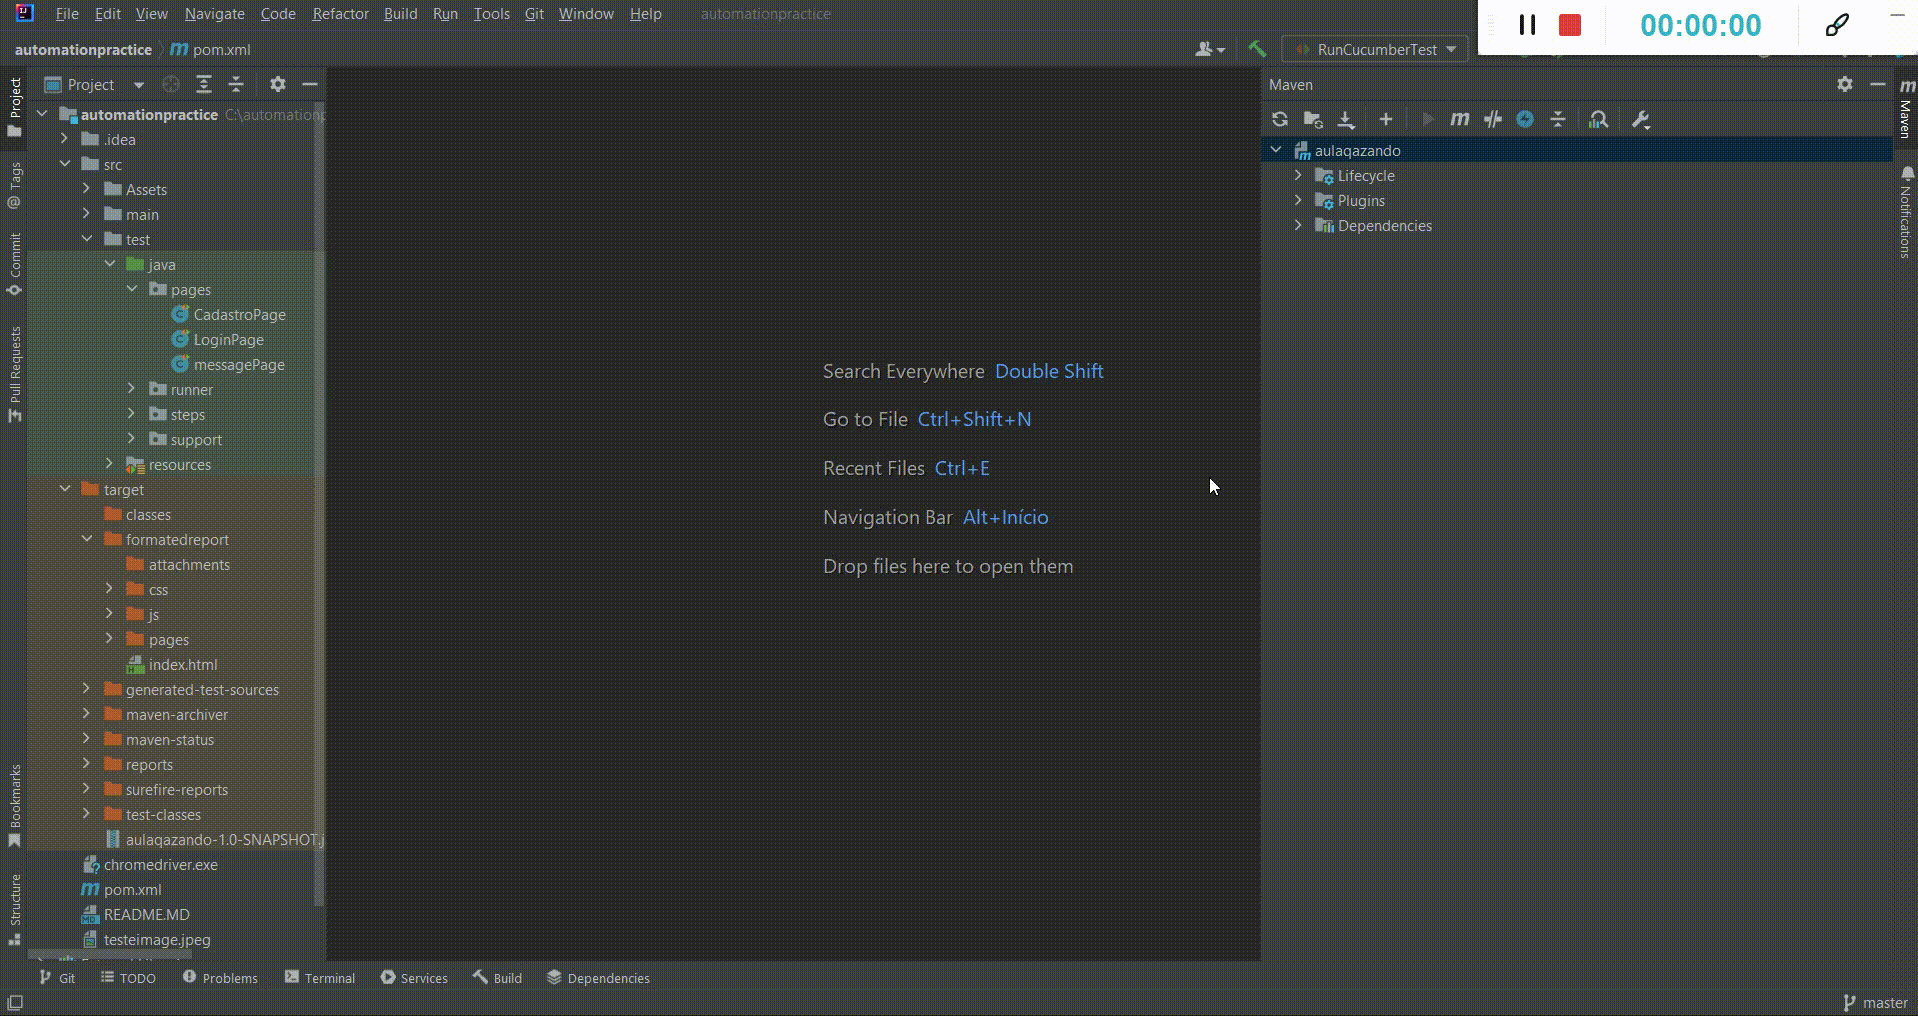 File Edit View Navigate Code Refactor Build Run Tools Git Window Help automationpractice
00:00:00
automationpractice pom.xml
RunCucumberTest
Project
automationpractice C:\automationp
.idea
src
Assets
main
test
java
pages
CadastroPage
LoginPage
messagePage
runner
steps
support
resources
target
classes
formatedreport
attachments
css
js
pages
index.html
generated-test-sources
maven-archiver
maven-status
reports
surefire-reports
test-classes
aulaqazando-1.0-SNAPSHOT.j
chromedriver.exe
pom.xml
README.MD
testeimage.jpeg
Project
Tags
Commit
Pull Requests
Bookmarks
Structure
Search Everywhere Double Shift
Go to File Ctrl+Shift+N
Recent Files Ctrl+E
Navigation Bar Alt+Início
Drop files here to open them
Maven
aulaqazando
Lifecycle
Plugins
Dependencies
Maven
Notifications
Git TODO Problems Terminal Services Build Dependencies
master